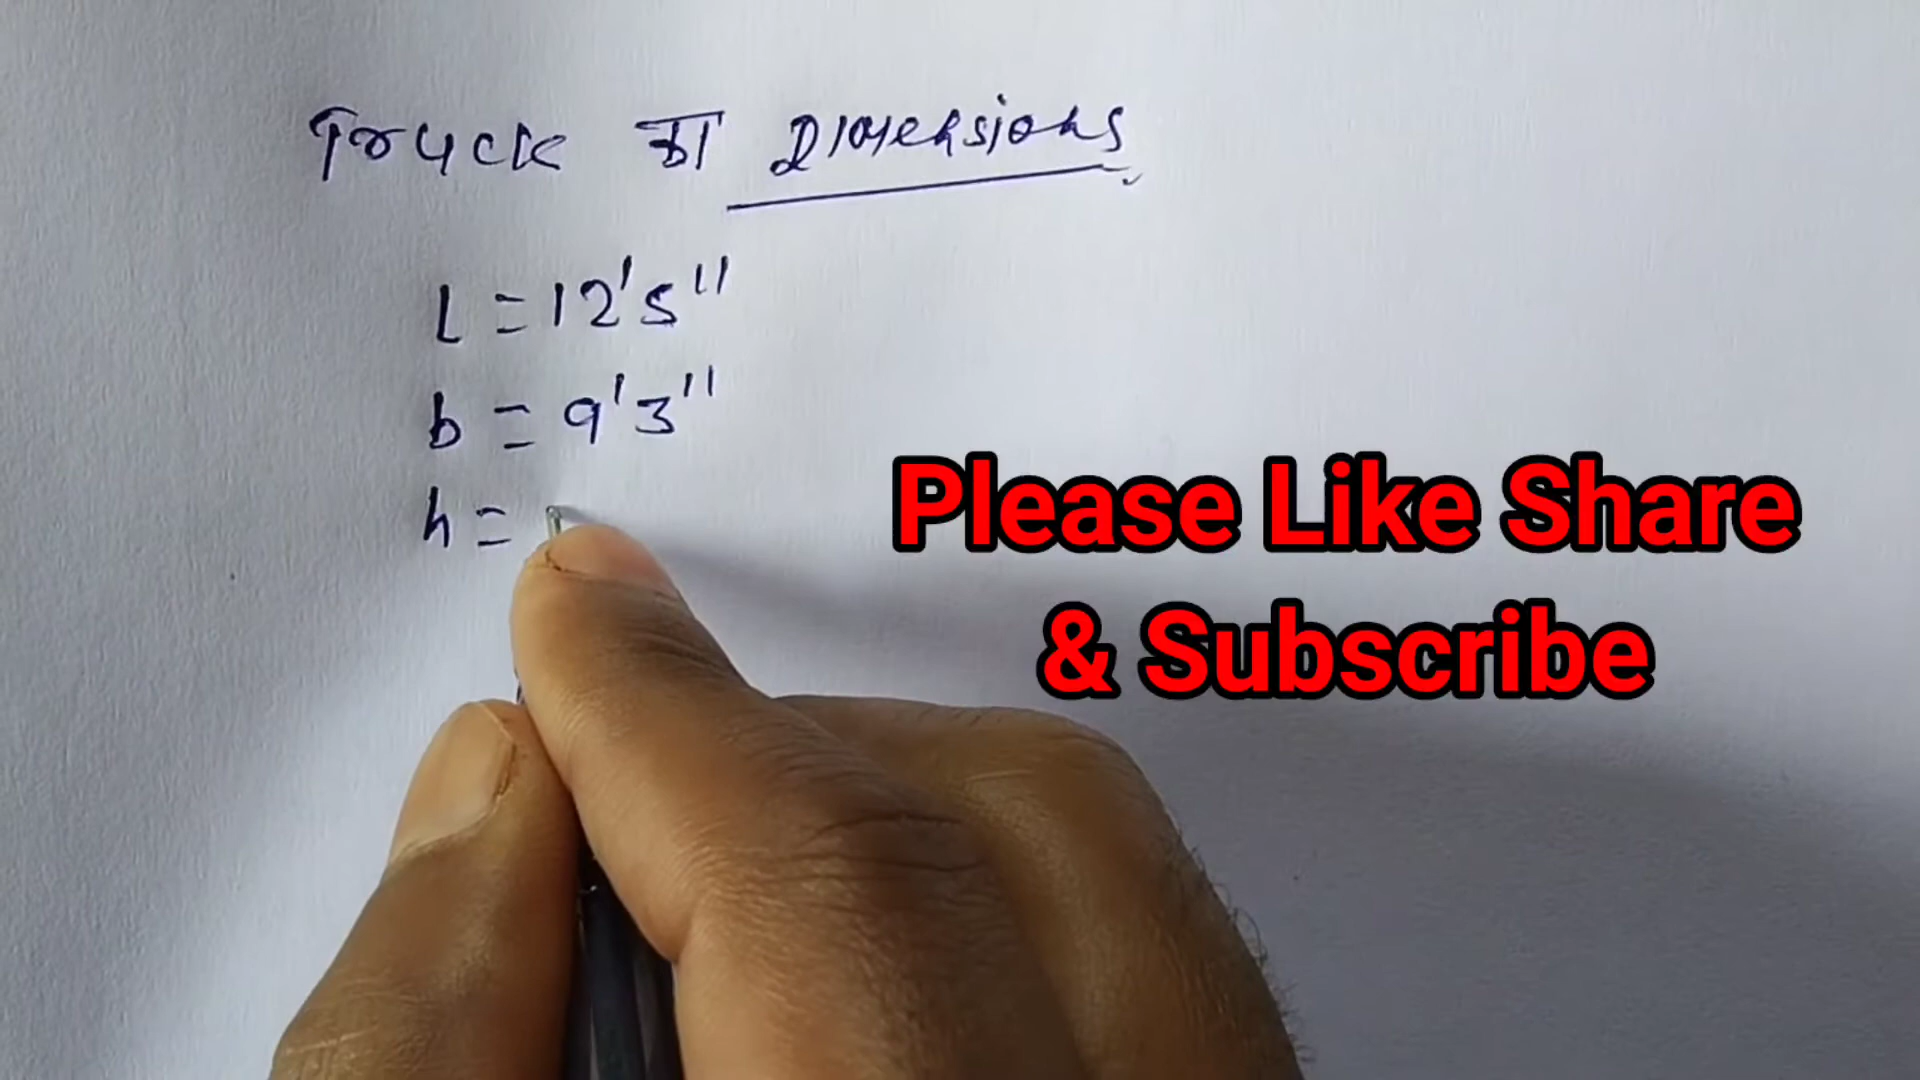 Truck का Dimensions
L = 12'5"
b = 9'3"
h =
Please Like Share
& Subscribe